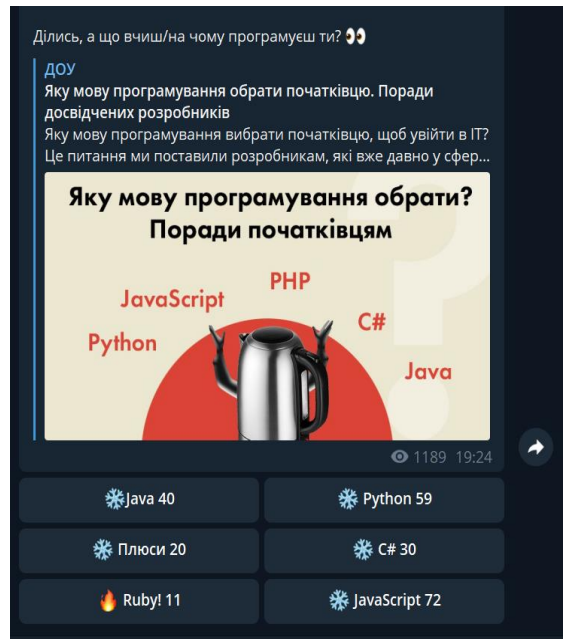 Ділись, а що вчиш/на чому програмуєш ти? 👀
ДОУ
Яку мову програмування обрати початківцю. Поради
досвідчених розробників
Яку мову програмування вибрати початківцю, щоб увійти в ІТ?
Це питання ми поставили розробникам, які вже давно у сфер...
Яку мову програмування обрати?
Поради початківцям
PHP
JavaScript
C#
Python
Java
1189 19:24
❄️Java 40
❄️ Python 59
❄️ Плюси 20
❄️ C# 30
🔥 Ruby! 11
❄️ JavaScript 72